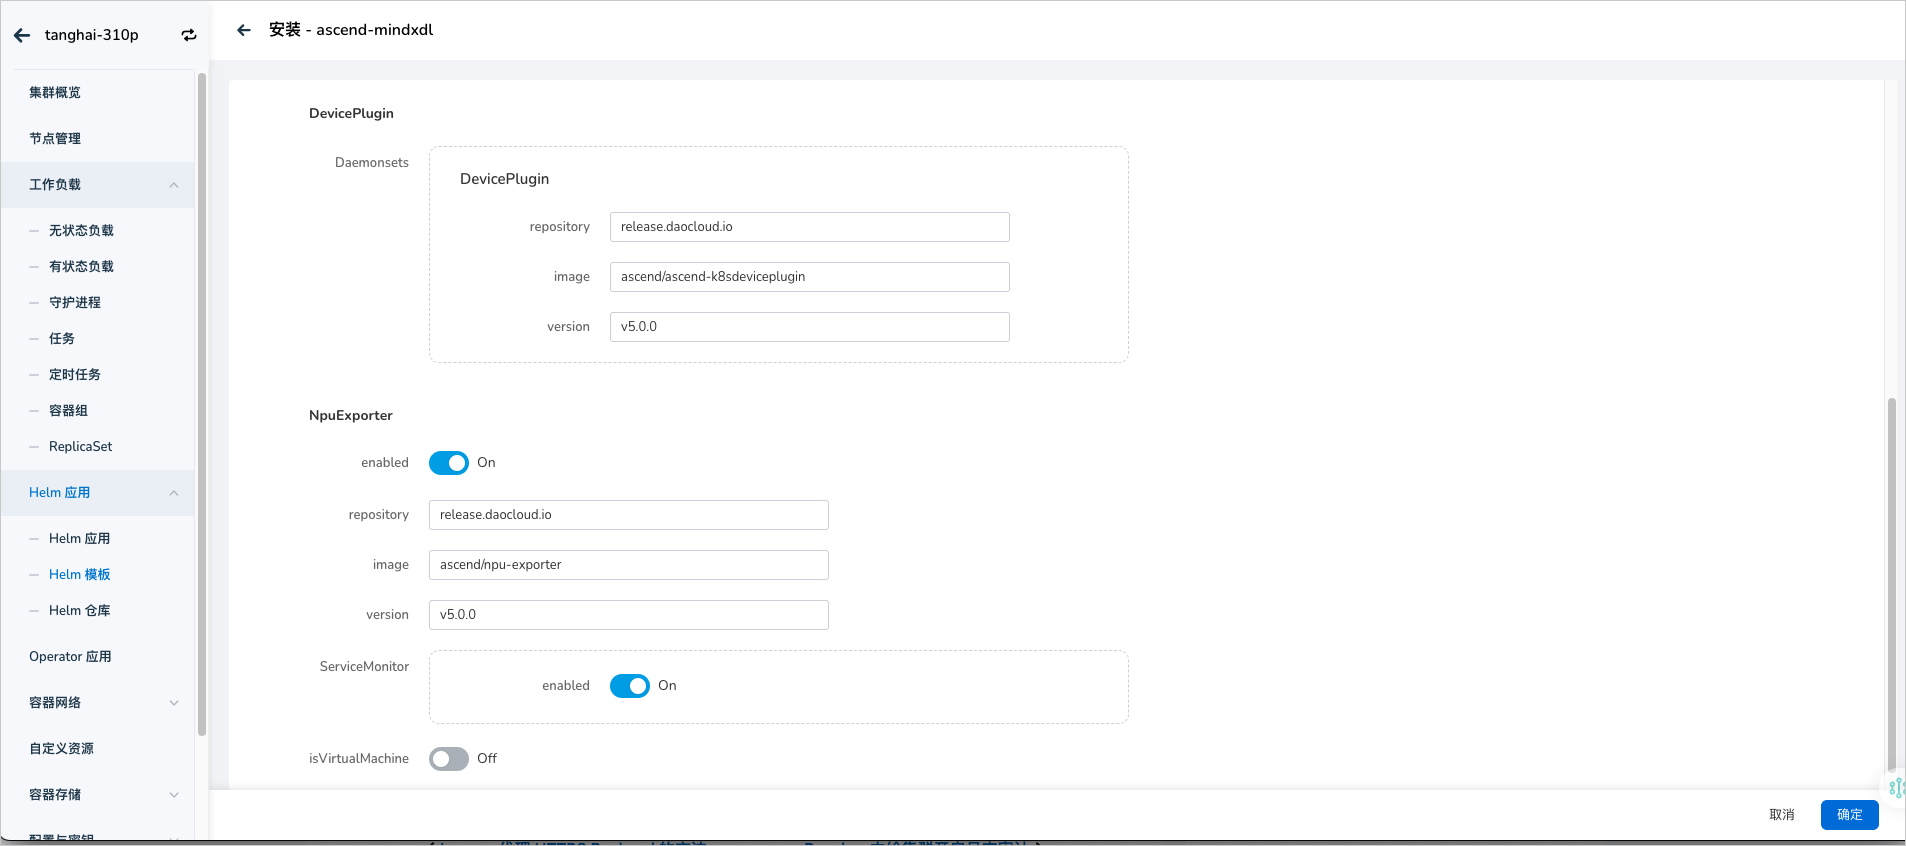 tanghai-310p
集群概览
节点管理
工作负载
无状态负载
有状态负载
守护进程
任务
定时任务
容器组
ReplicaSet
Helm 应用
Helm 应用
Helm 模板
Helm 仓库
Operator 应用
容器网络
自定义资源
容器存储
配置与密钥
安装 - ascend-mindxdl
DevicePlugin
Daemonsets
DevicePlugin
repository release.daocloud.io
image ascend/ascend-k8sdeviceplugin
version v5.0.0
NpuExporter
enabled On
repository release.daocloud.io
image ascend/npu-exporter
version v5.0.0
ServiceMonitor
enabled On
isVirtualMachine Off
取消 确定